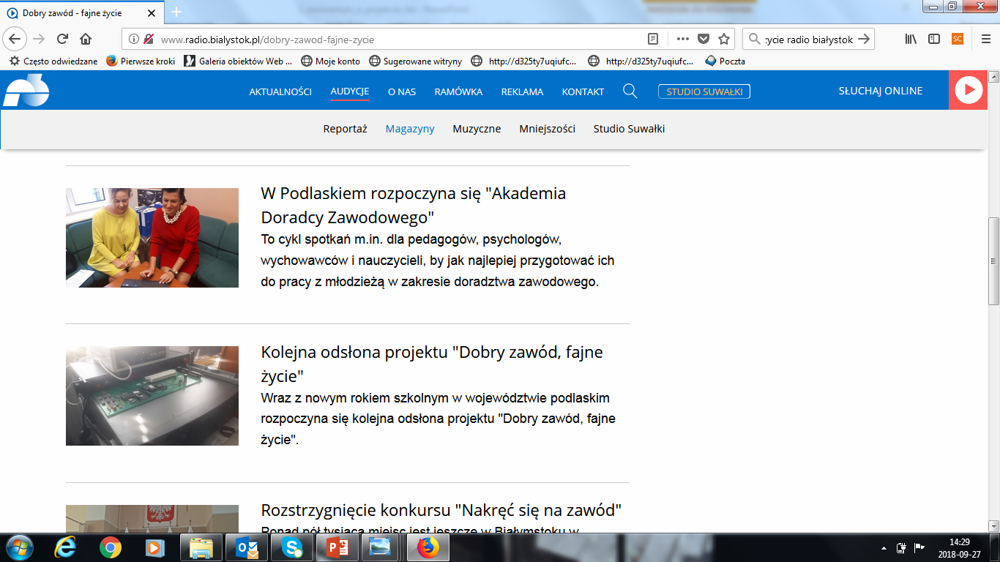 Dobry zawód - fajne życie
www.radio.bialystok.pl/dobry-zawod-fajne-zycie
życie radio białystok
SC
Często odwiedzane
Pierwsze kroki
Galeria obiektów Web ...
Moje konto
Sugerowane witryny
http://d325ty7uqiufc...
http://d325ty7uqiufc...
Poczta
AKTUALNOŚCI
AUDYCJE
O NAS
RAMÓWKA
REKLAMA
KONTAKT
STUDIO SUWAŁKI
SŁUCHAJ ONLINE
Reportaż
Magazyny
Muzyczne
Mniejszości
Studio Suwałki
W Podlaskiem rozpoczyna się "Akademia
Doradcy Zawodowego"
To cykl spotkań m.in. dla pedagogów, psychologów,
wychowawców i nauczycieli, by jak najlepiej przygotować ich
do pracy z młodzieżą w zakresie doradztwa zawodowego.
Kolejna odsłona projektu "Dobry zawód, fajne
życie"
Wraz z nowym rokiem szkolnym w województwie podlaskim
rozpoczyna się kolejna odsłona projektu "Dobry zawód, fajne
życie".
Rozstrzygnięcie konkursu "Nakręć się na zawód"
Ponad pół tysiąca miejsc jest jeszcze w Białymstoku w
14:29
2018-09-27